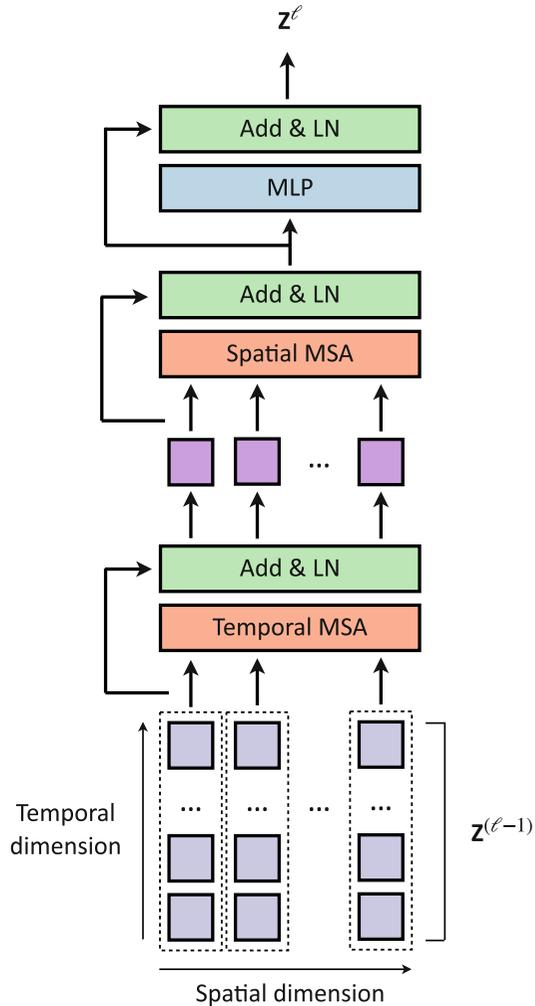 𝐙^ℓ
Add & LN
MLP
Add & LN
Spatial MSA
...
Add & LN
Temporal MSA
... ... ... ...
Temporal
dimension
𝐙^(ℓ−1)
Spatial dimension